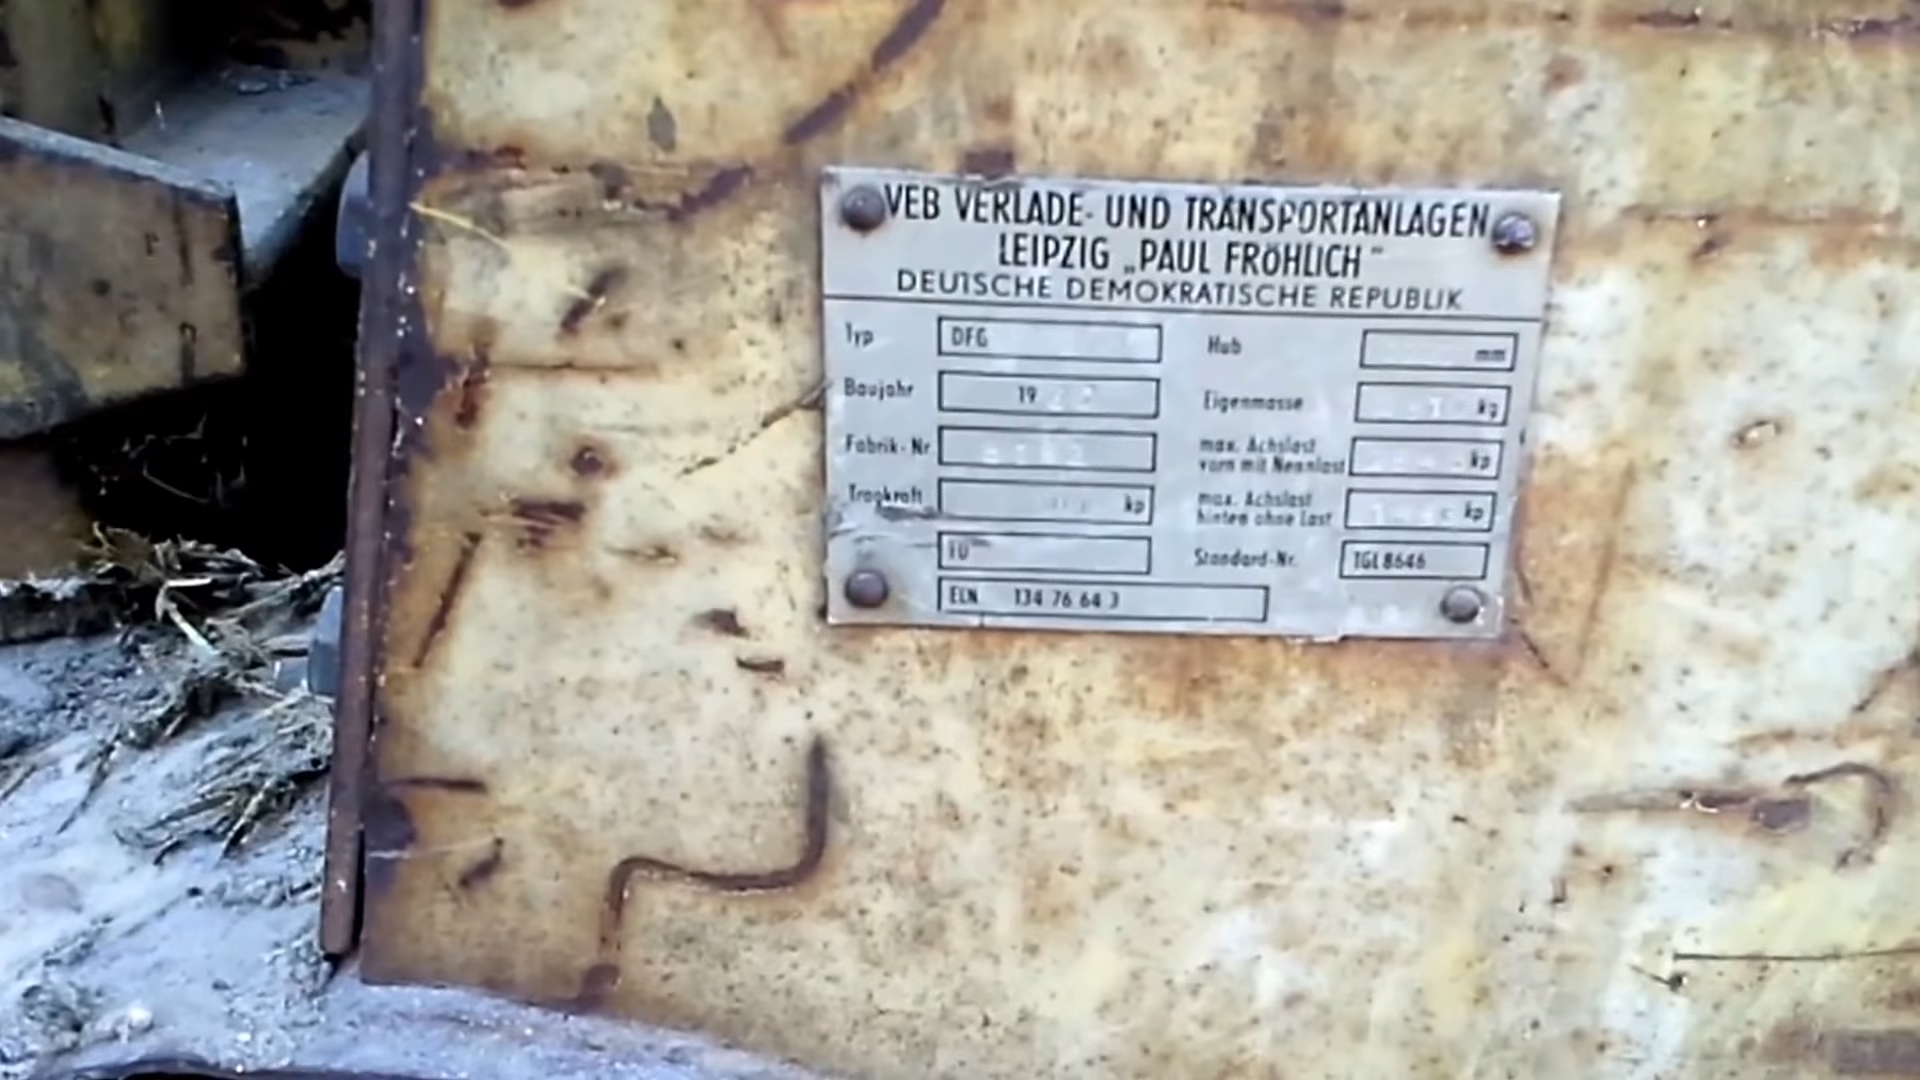 VEB VERLADE- UND TRANSPORTANLAGEN
LEIPZIG „PAUL FRÖHLICH“
DEUTSCHE DEMOKRATISCHE REPUBLIK
Typ DFG Hub mm
Baujahr 19 Eigenmasse kg
Fabrik-Nr. max. Achslast vorn mit Nennlast kp
Tragkraft kp max. Achslast hinten ohne Last kp
Standard-Nr. TGL 8646
ELN 134 76 64 3